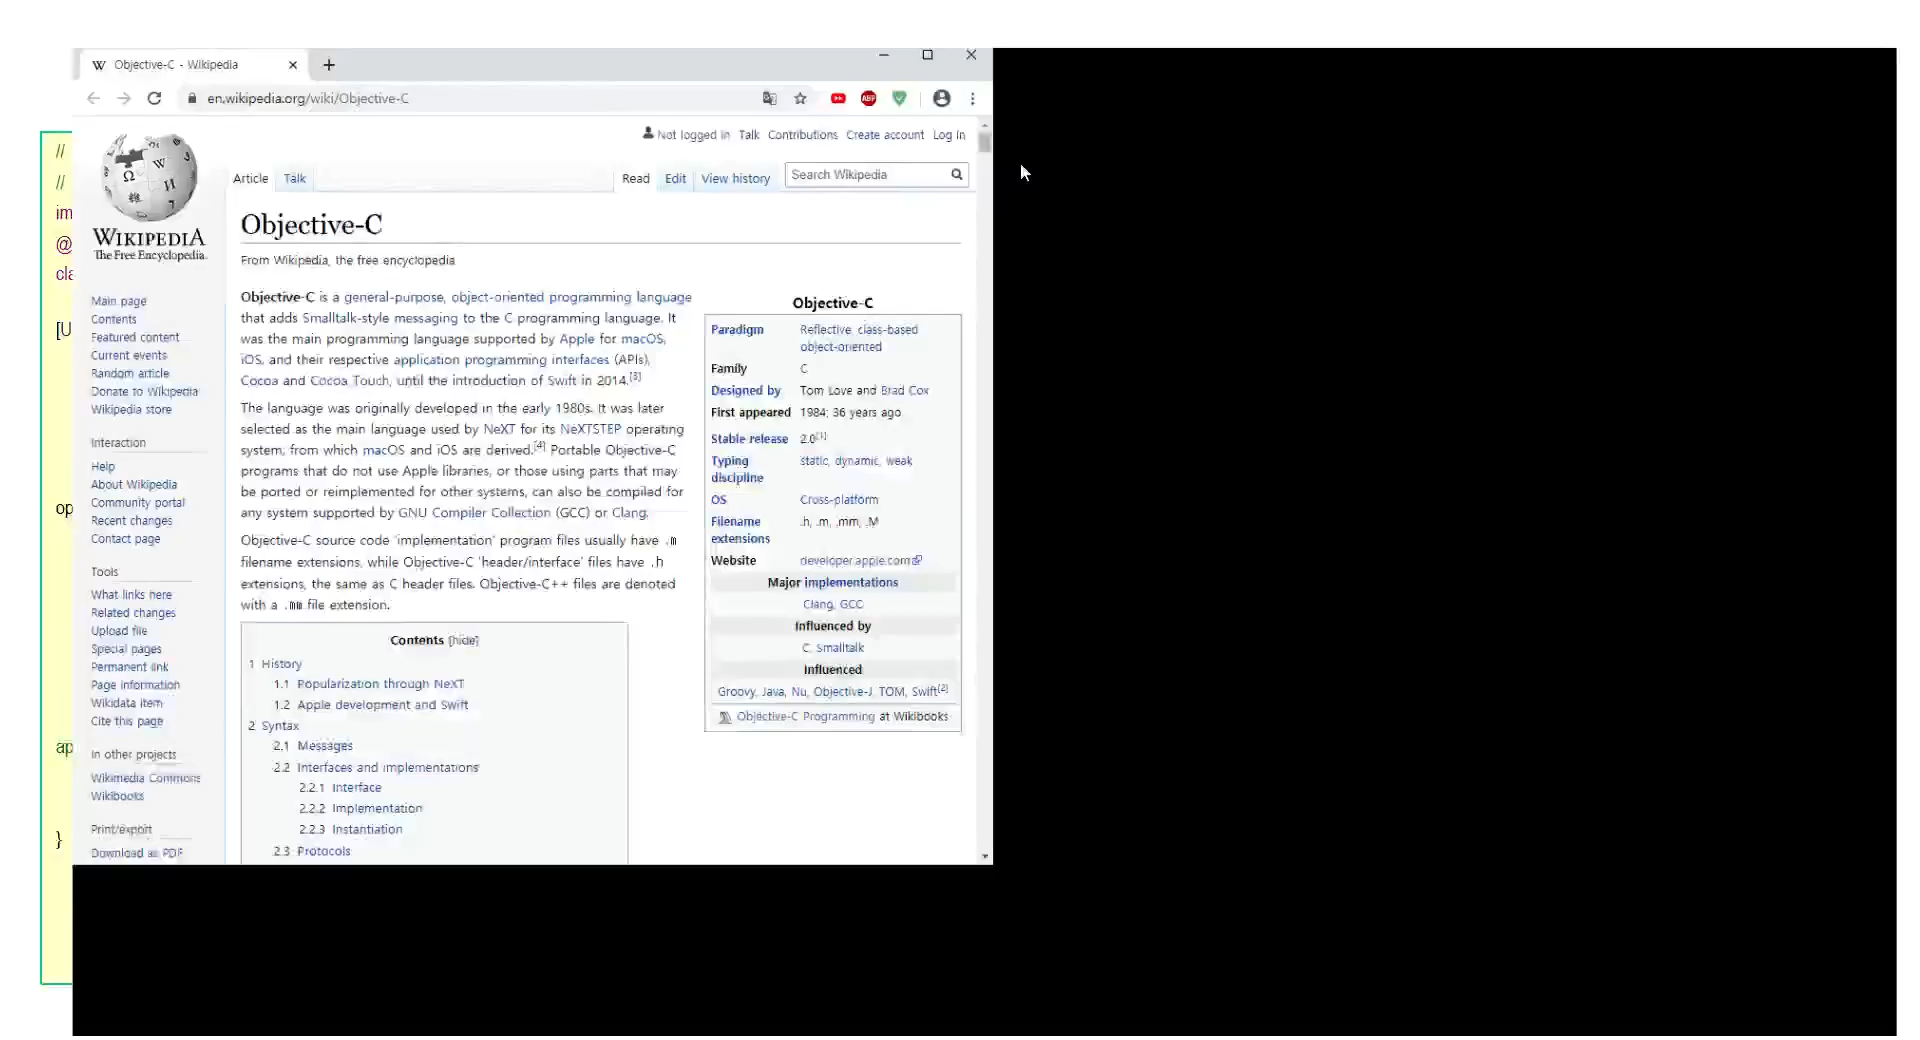 Objective-C - Wikipedia
en.wikipedia.org/wiki/Objective-C
Not logged in Talk Contributions Create account Log in
Article Talk Read Edit View history Search Wikipedia
//
//
im
@
cla
[U
op
ap
}
WIKIPEDIA
The Free Encyclopedia
Main page
Contents
Featured content
Current events
Random article
Donate to Wikipedia
Wikipedia store
Interaction
Help
About Wikipedia
Community portal
Recent changes
Contact page
Tools
What links here
Related changes
Upload file
Special pages
Permanent link
Page information
Wikidata item
Cite this page
In other projects
Wikimedia Commons
Wikibooks
Print/export
Download as PDF
Objective-C
From Wikipedia, the free encyclopedia
Objective-C is a general-purpose, object-oriented programming language
that adds Smalltalk-style messaging to the C programming language. It
was the main programming language supported by Apple for macOS,
iOS, and their respective application programming interfaces (APIs),
Cocoa and Cocoa Touch, until the introduction of Swift in 2014.[3]
The language was originally developed in the early 1980s. It was later
selected as the main language used by NeXT for its NeXTSTEP operating
system, from which macOS and iOS are derived.[4] Portable Objective-C
programs that do not use Apple libraries, or those using parts that may
be ported or reimplemented for other systems, can also be compiled for
any system supported by GNU Compiler Collection (GCC) or Clang.
Objective-C source code 'implementation' program files usually have .m
filename extensions, while Objective-C 'header/interface' files have .h
extensions, the same as C header files. Objective-C++ files are denoted
with a .mm file extension.
Contents [hide]
1 History
1.1 Popularization through NeXT
1.2 Apple development and Swift
2 Syntax
2.1 Messages
2.2 Interfaces and implementations
2.2.1 Interface
2.2.2 Implementation
2.2.3 Instantiation
2.3 Protocols
Objective-C
Paradigm Reflective class-based
object-oriented
Family C
Designed by Tom Love and Brad Cox
First appeared 1984; 36 years ago
Stable release 2.0[1]
Typing static, dynamic, weak
discipline
OS Cross-platform
Filename .h, .m, .mm, .M
extensions
Website developer.apple.com
Major implementations
Clang, GCC
Influenced by
C, Smalltalk
Influenced
Groovy, Java, Nu, Objective-J, TOM, Swift[2]
Objective-C Programming at Wikibooks